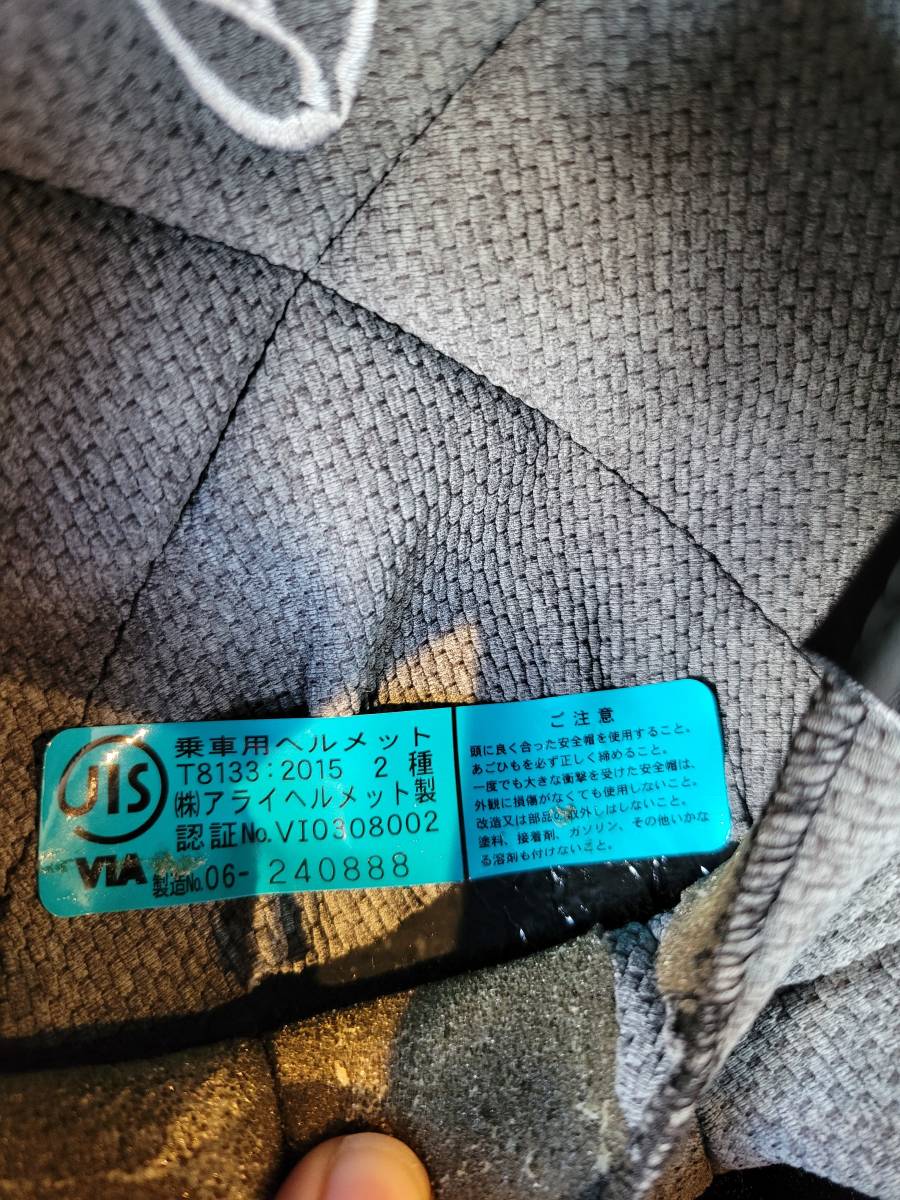 JIS
乗車用ヘルメット
T8133:2015 2種
㈱アライヘルメット製
認証No.VI0308002
VIA
製造No.06-240888
ご注意
頭に良く合った安全帽を使用すること。
あごひもを必ず正しく締めること。
一度でも大きな衝撃を受けた安全帽は、
外観に損傷がなくても使用しないこと。
改造又は部品の取外しはしないこと。
塗料、接着剤、ガソリン、その他いかな
る溶剤も付けないこと。